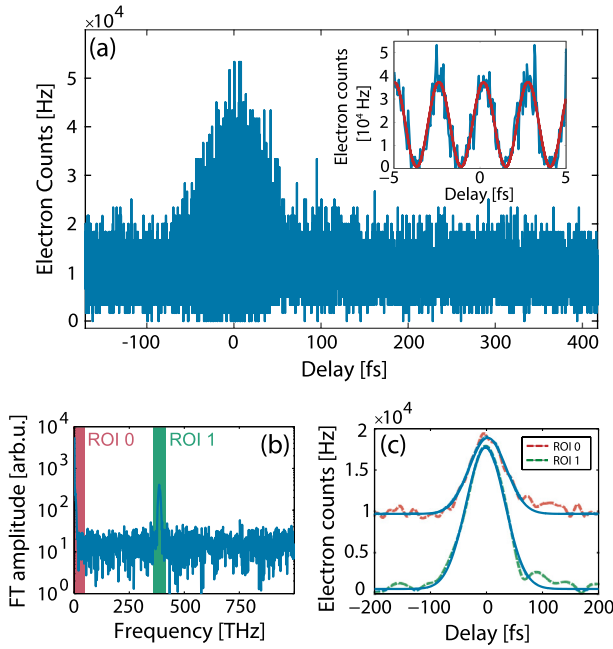 ×10⁴
(a)
Electron Counts [Hz]
5
4
3
2
1
0
-100
0
100
200
300
400
Delay [fs]
Electron counts
[10⁴ Hz]
5
4
3
2
1
0
-5
0
5
Delay [fs]
(b)
ROI 0
ROI 1
FT amplitude [arb.u.]
10⁴
10³
10²
10¹
10⁰
0
250
500
750
Frequency [THz]
×10⁴
(c)
ROI 0
ROI 1
Electron counts [Hz]
2
1
0
0
-200
-100
0
100
200
Delay [fs]